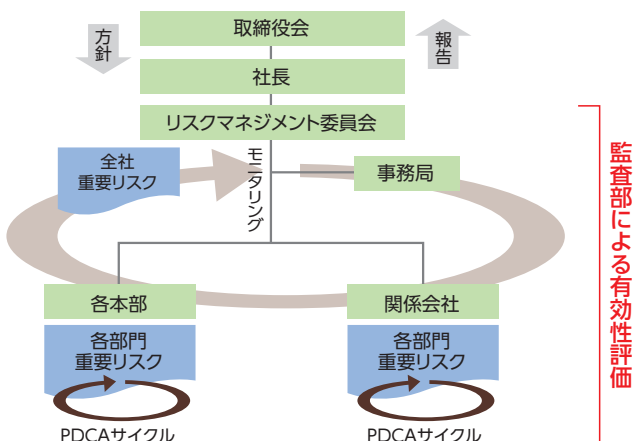 方針
取締役会
報告
社長
リスクマネジメント委員会
全社
重要リスク
モニタリング
事務局
各本部
関係会社
各部門
重要リスク
各部門
重要リスク
PDCAサイクル
PDCAサイクル
監査部による有効性評価